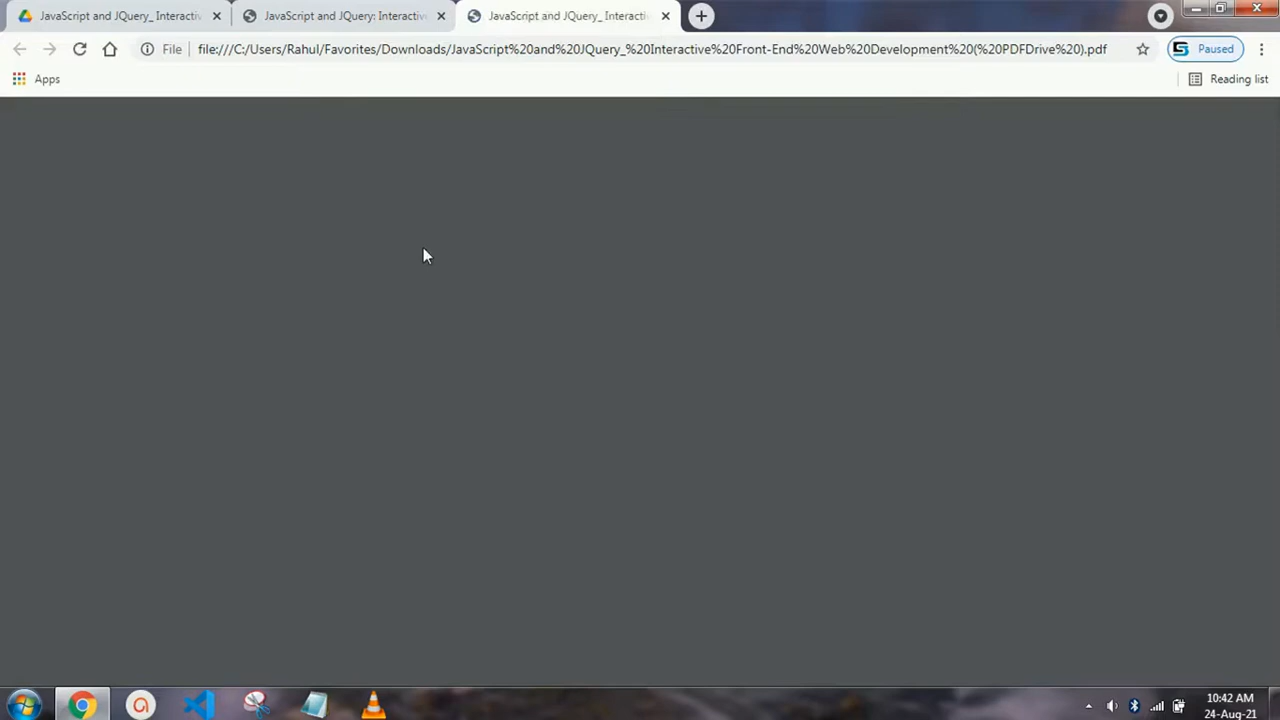 JavaScript and JQuery_ Interactiv
JavaScript and JQuery: Interactive
JavaScript and JQuery_ Interacti
File
file:///C:/Users/Rahul/Favorites/Downloads/JavaScript%20and%20JQuery_%20Interactive%20Front-End%20Web%20Development%20(%20PDFDrive%20).pdf
Paused
Apps
Reading list
10:42 AM
24-Aug-21